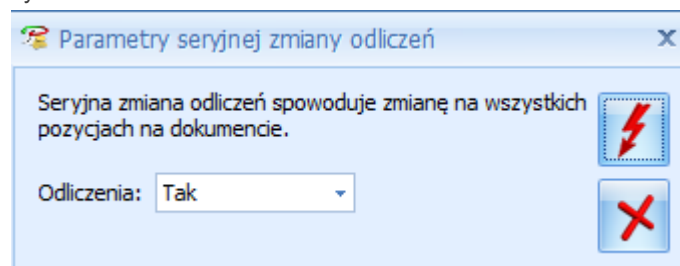 Parametry seryjnej zmiany odliczeń
Seryjna zmiana odliczeń spowoduje zmianę na wszystkich
pozycjach na dokumencie.
Odliczenia: Tak